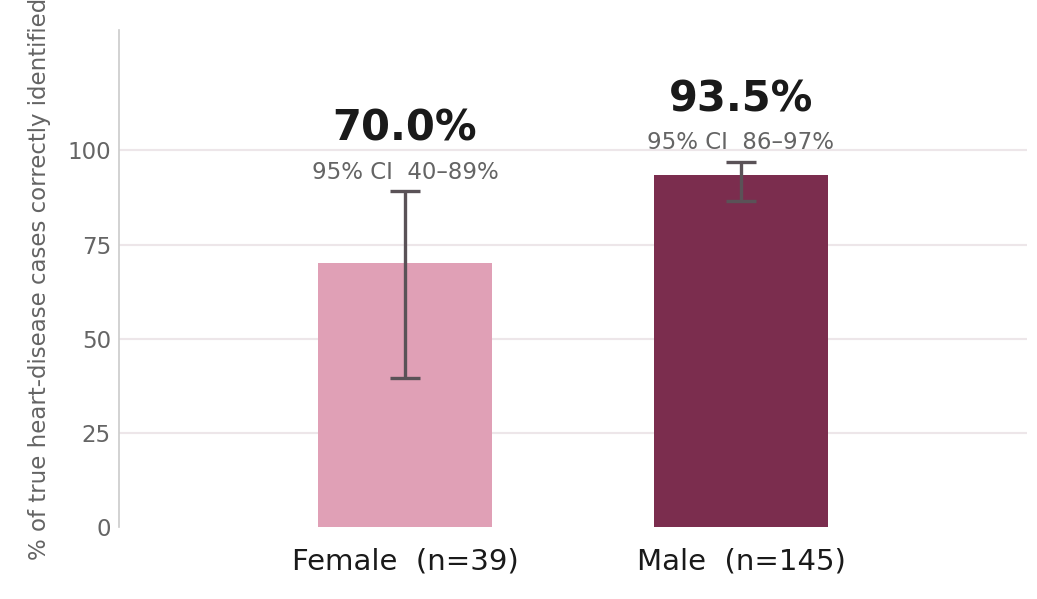 % of true heart-disease cases correctly identified
70.0%
95% CI 40–89%
93.5%
95% CI 86–97%
100
75
50
25
0
Female (n=39)
Male (n=145)